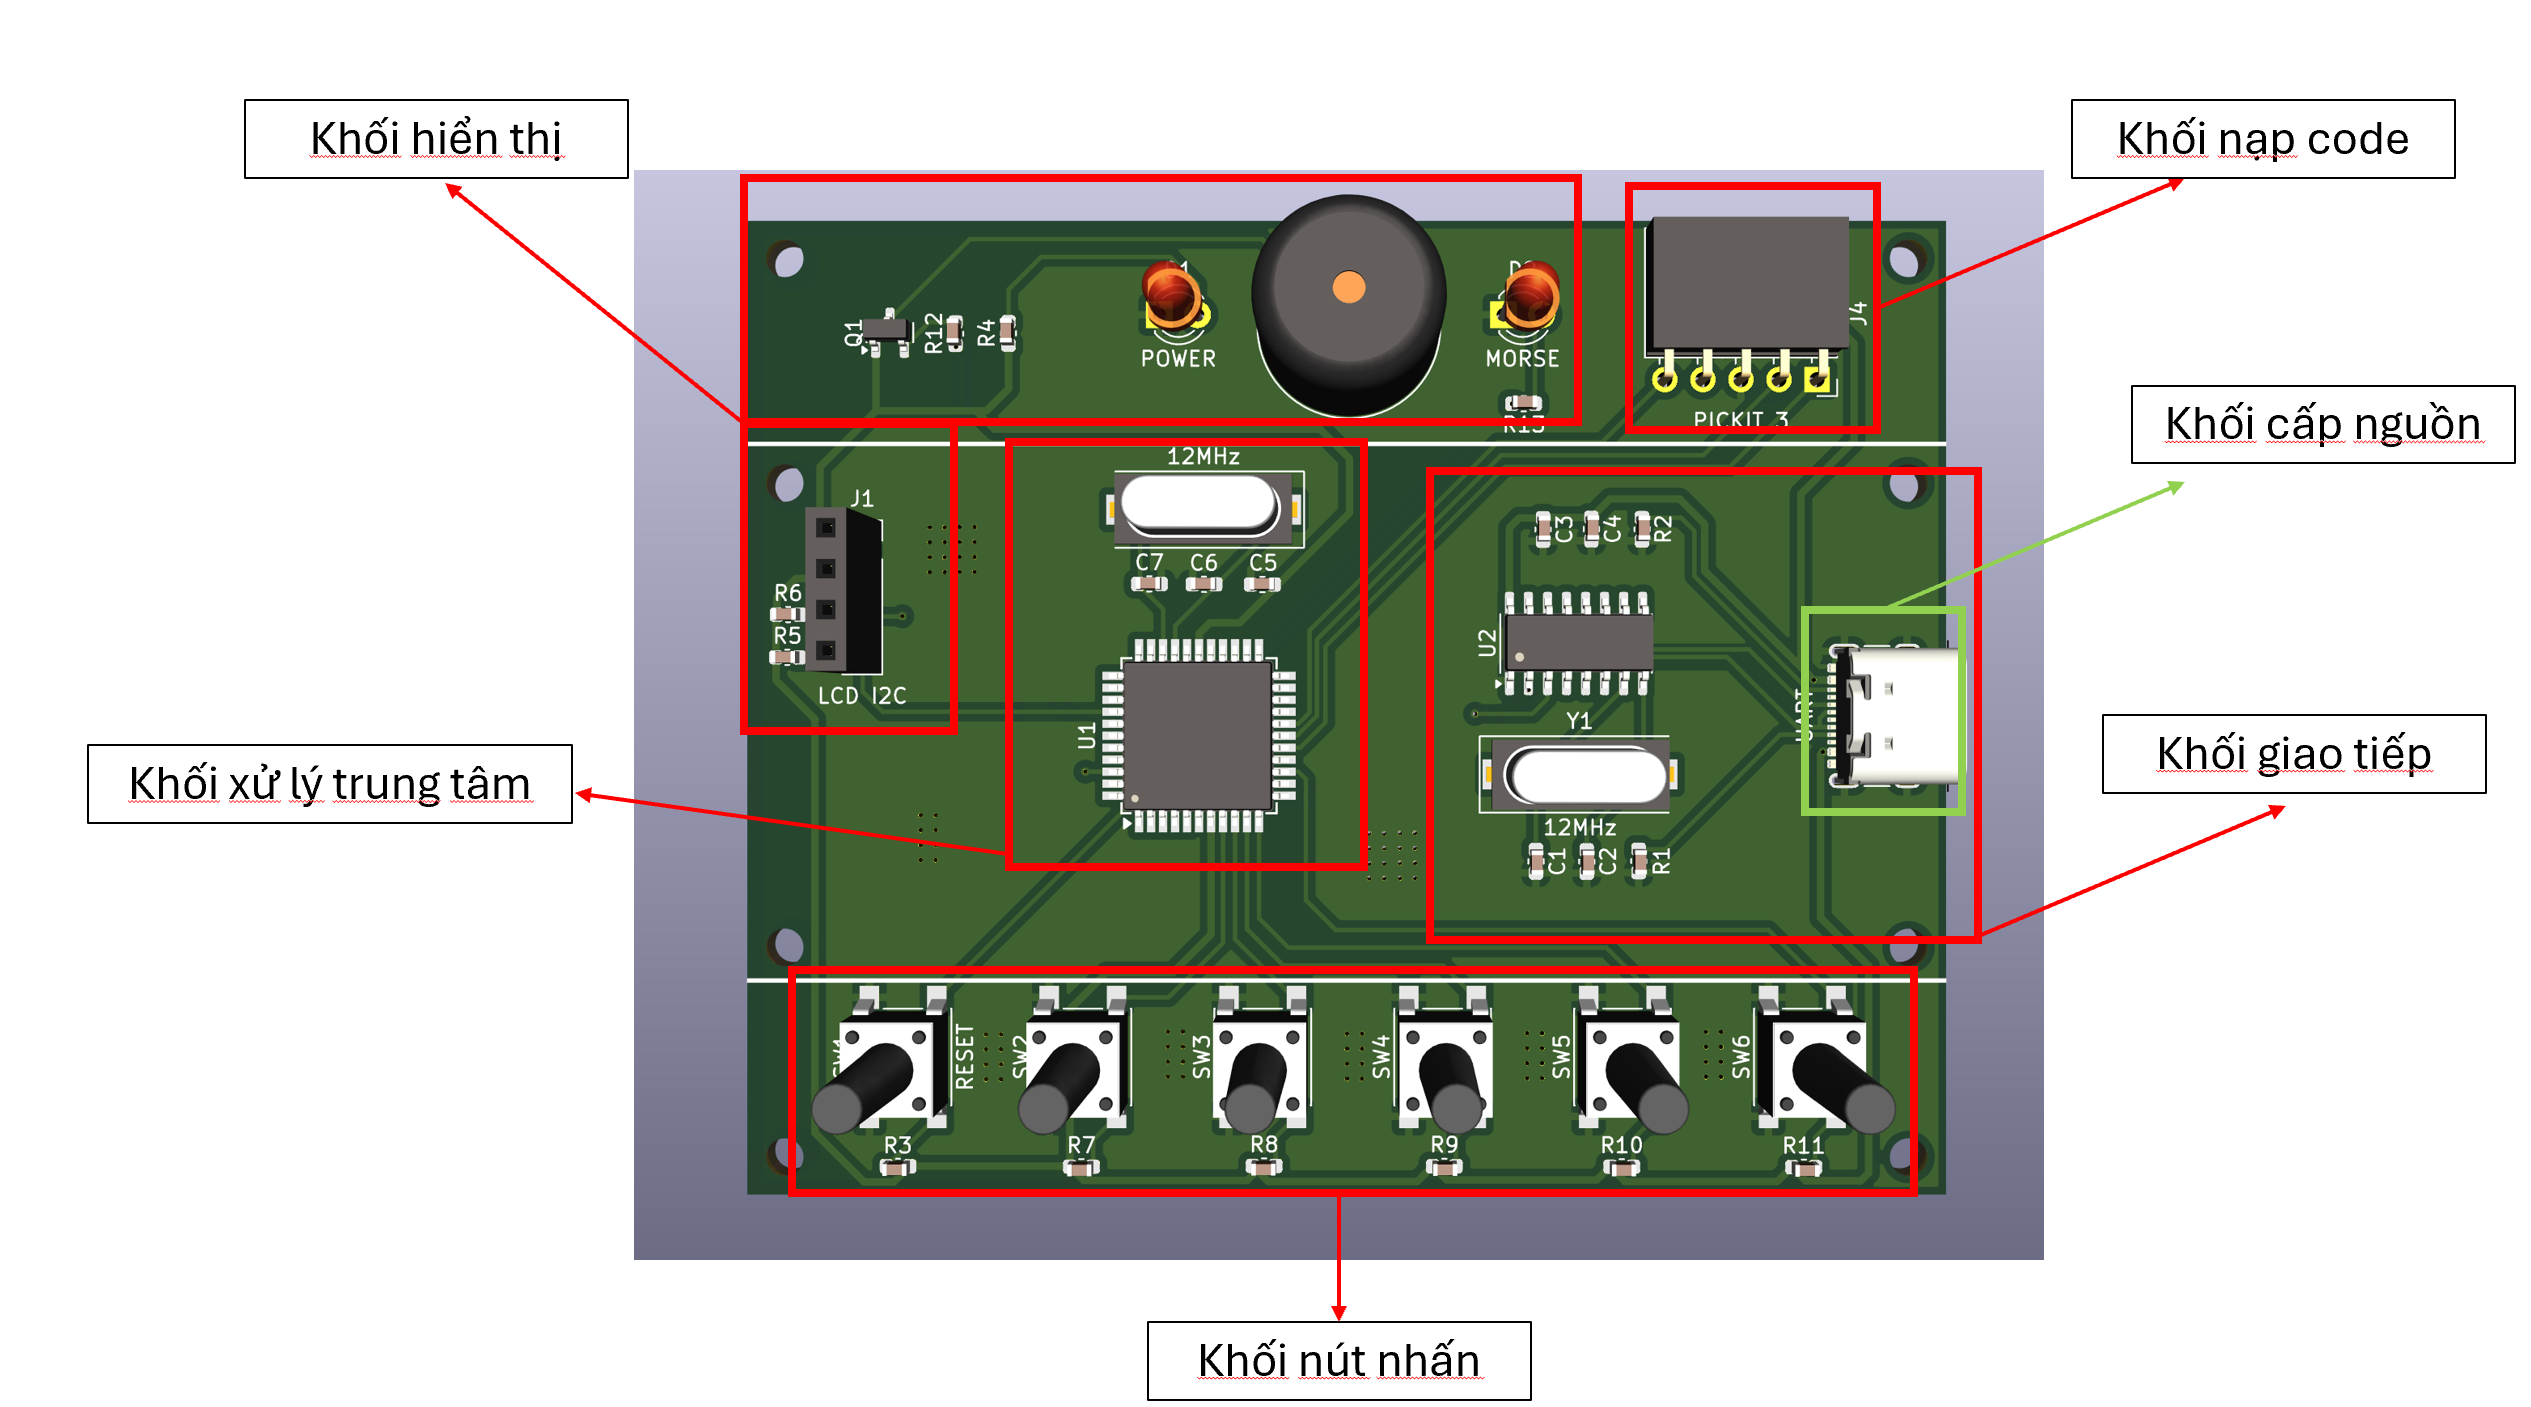 Khối hiển thị
Khối nạp code
Khối cấp nguồn
Khối giao tiếp
Khối xử lý trung tâm
Khối nút nhấn
Q1
R12
R4
POWER
MORSE
R13
J4
PICKIT 3
12MHz
C7
C6
C5
J1
R6
R5
LCD I2C
U1
C3
C4
R2
U2
Y1
12MHz
C1
C2
R1
UART
SW1
RESET
SW2
SW3
SW4
SW5
SW6
R3
R7
R8
R9
R10
R11